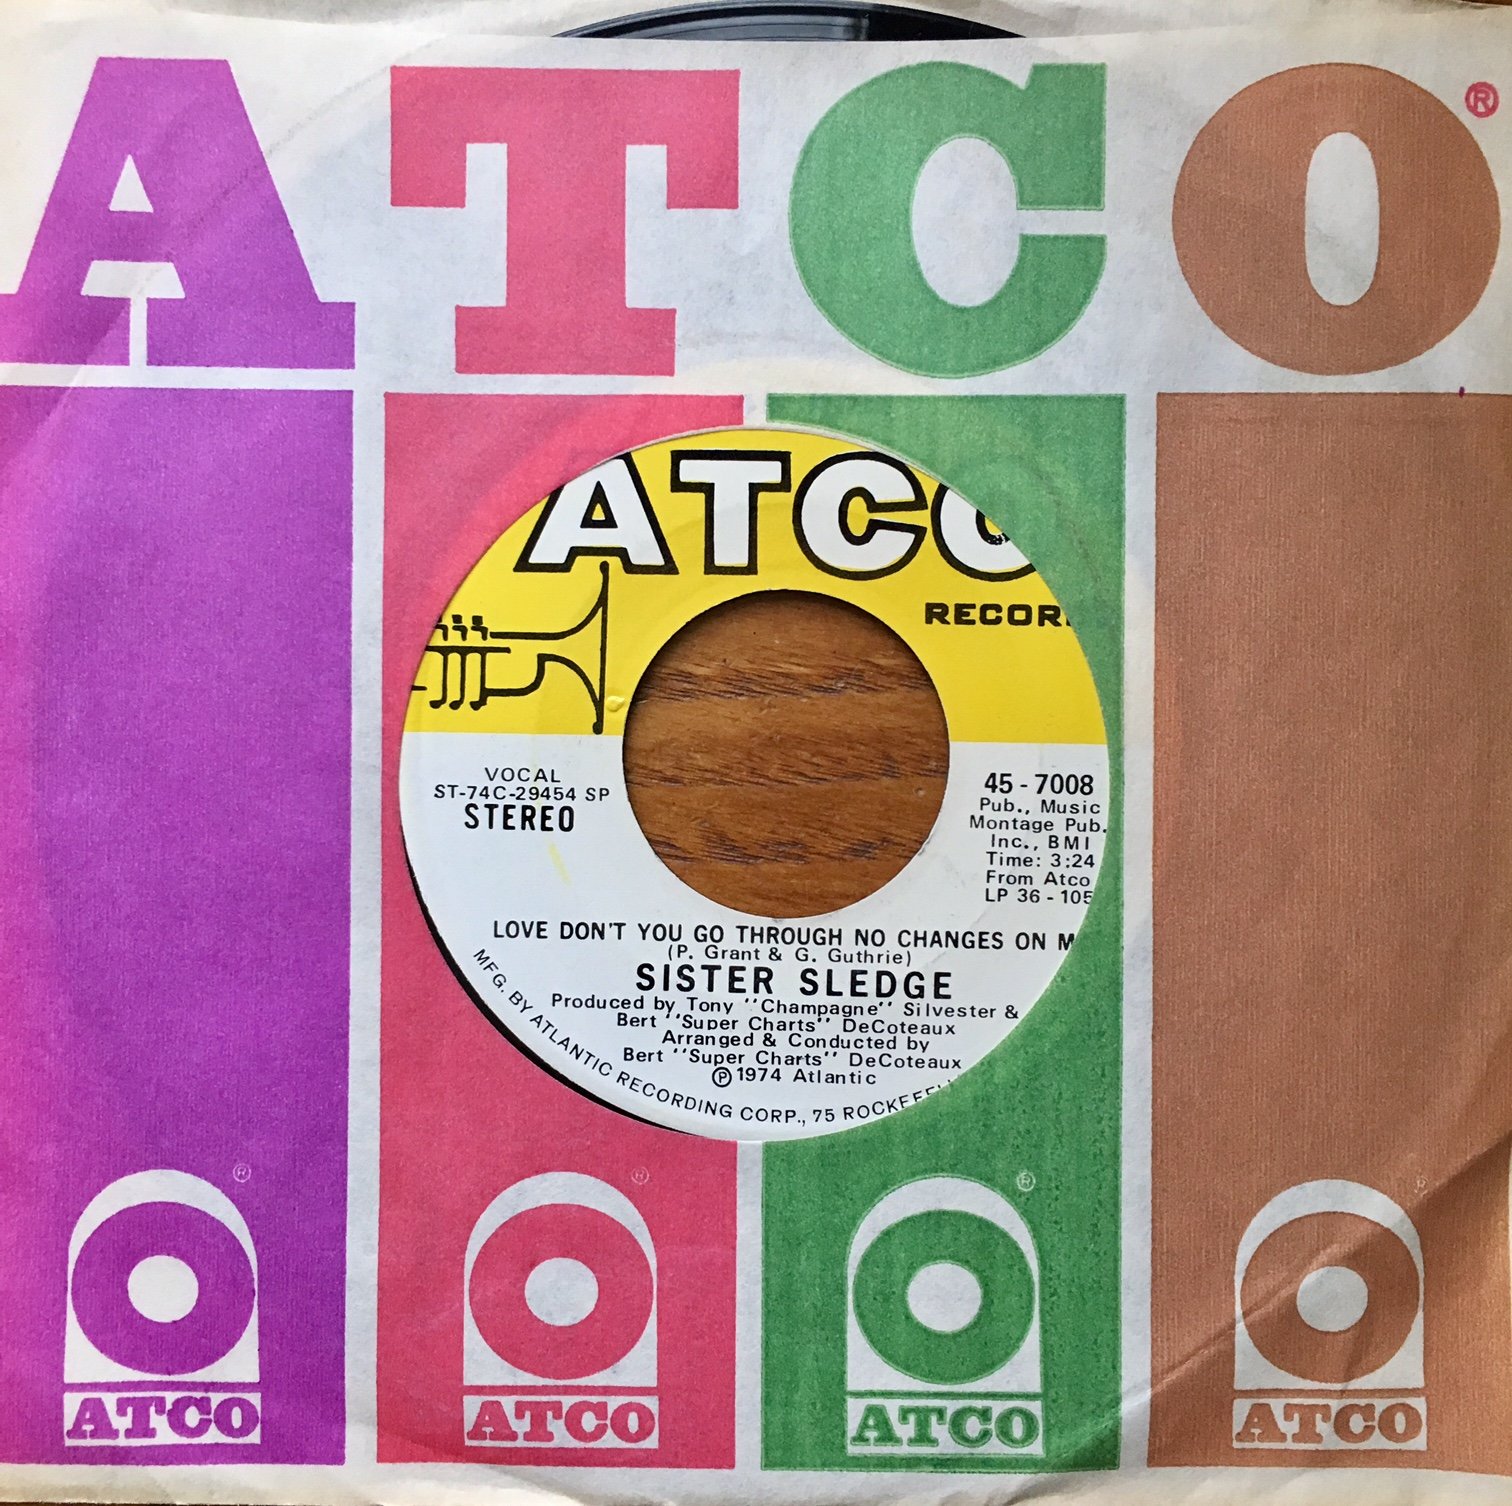 ATCO ®
ATCO
RECOR
VOCAL
ST-74C-29454 SP
STEREO
45-7008
Pub., Music
Montage Pub.
Inc., BMI
Time: 3:24
From Atco
LP 36-105
LOVE DON'T YOU GO THROUGH NO CHANGES ON M
(P. Grant & G. Guthrie)
SISTER SLEDGE
Produced by Tony "Champagne" Silvester &
Bert "Super Charts" DeCoteaux
Arranged & Conducted by
Bert "Super Charts" DeCoteaux
Ⓟ 1974 Atlantic
MFG. BY ATLANTIC RECORDING CORP., 75 ROCKEFEL
® ® ® ®
ATCO ATCO ATCO ATCO